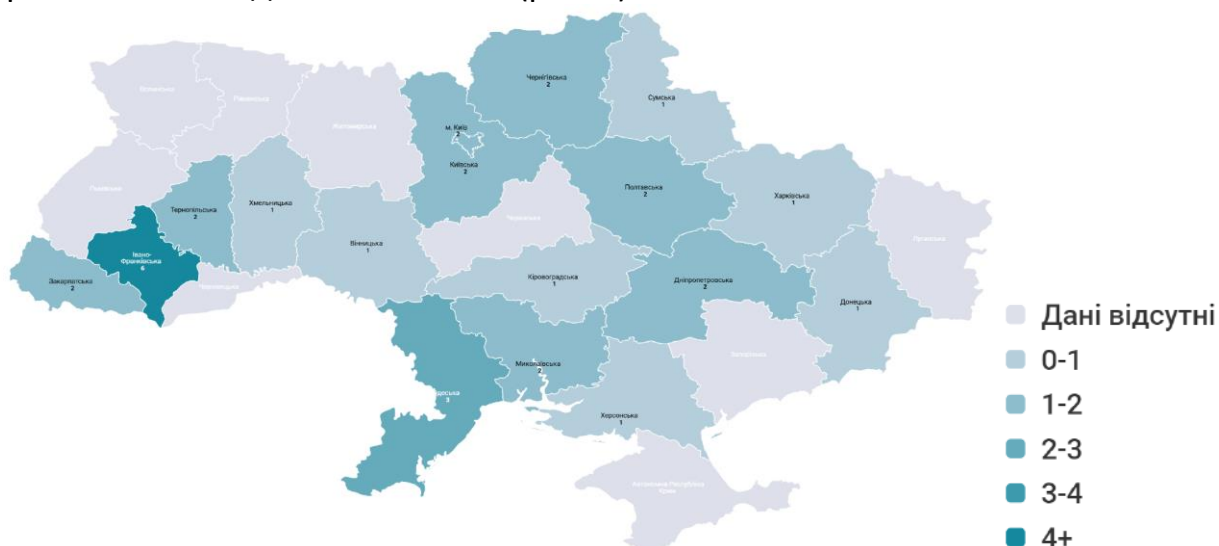 Чернігівська
2
Сумська
1
Волинська
Рівненська
Житомирська
м. Київ
2
Київська
2
Львівська
Тернопільська
2
Хмельницька
1
Полтавська
2
Харківська
1
Черкаська
Луганська
Вінницька
1
Івано-
Франківська
6
Закарпатська
2
Чернівецька
Кіровоградська
1
Дніпропетровська
2
Донецька
1
Миколаївська
2
Запорізька
деська
3
Херсонська
1
Автономна Республіка
Крим
Дані відсутні
0-1
1-2
2-3
3-4
4+